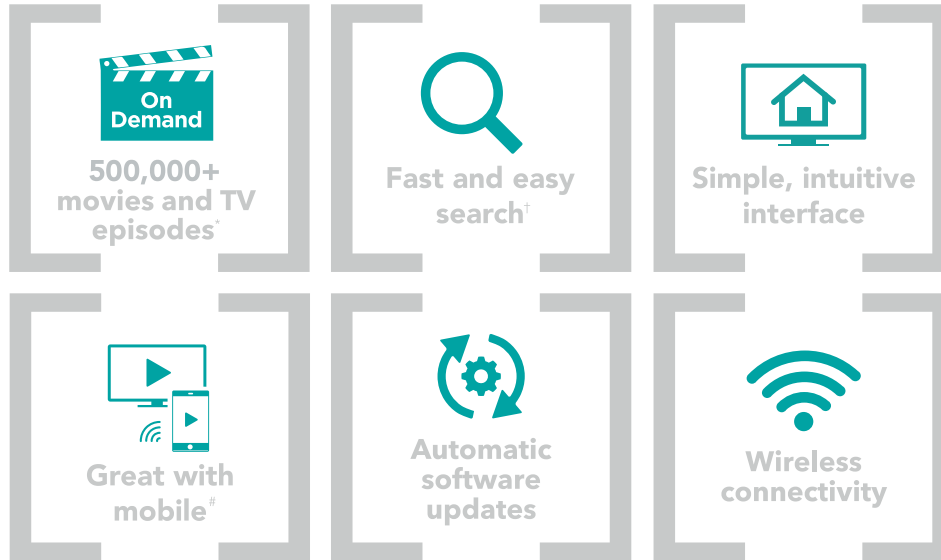 On
Demand
500,000+
movies and TV
episodes*
Fast and easy
search†
Simple, intuitive
interface
Great with
mobile#
Automatic
software
updates
Wireless
connectivity